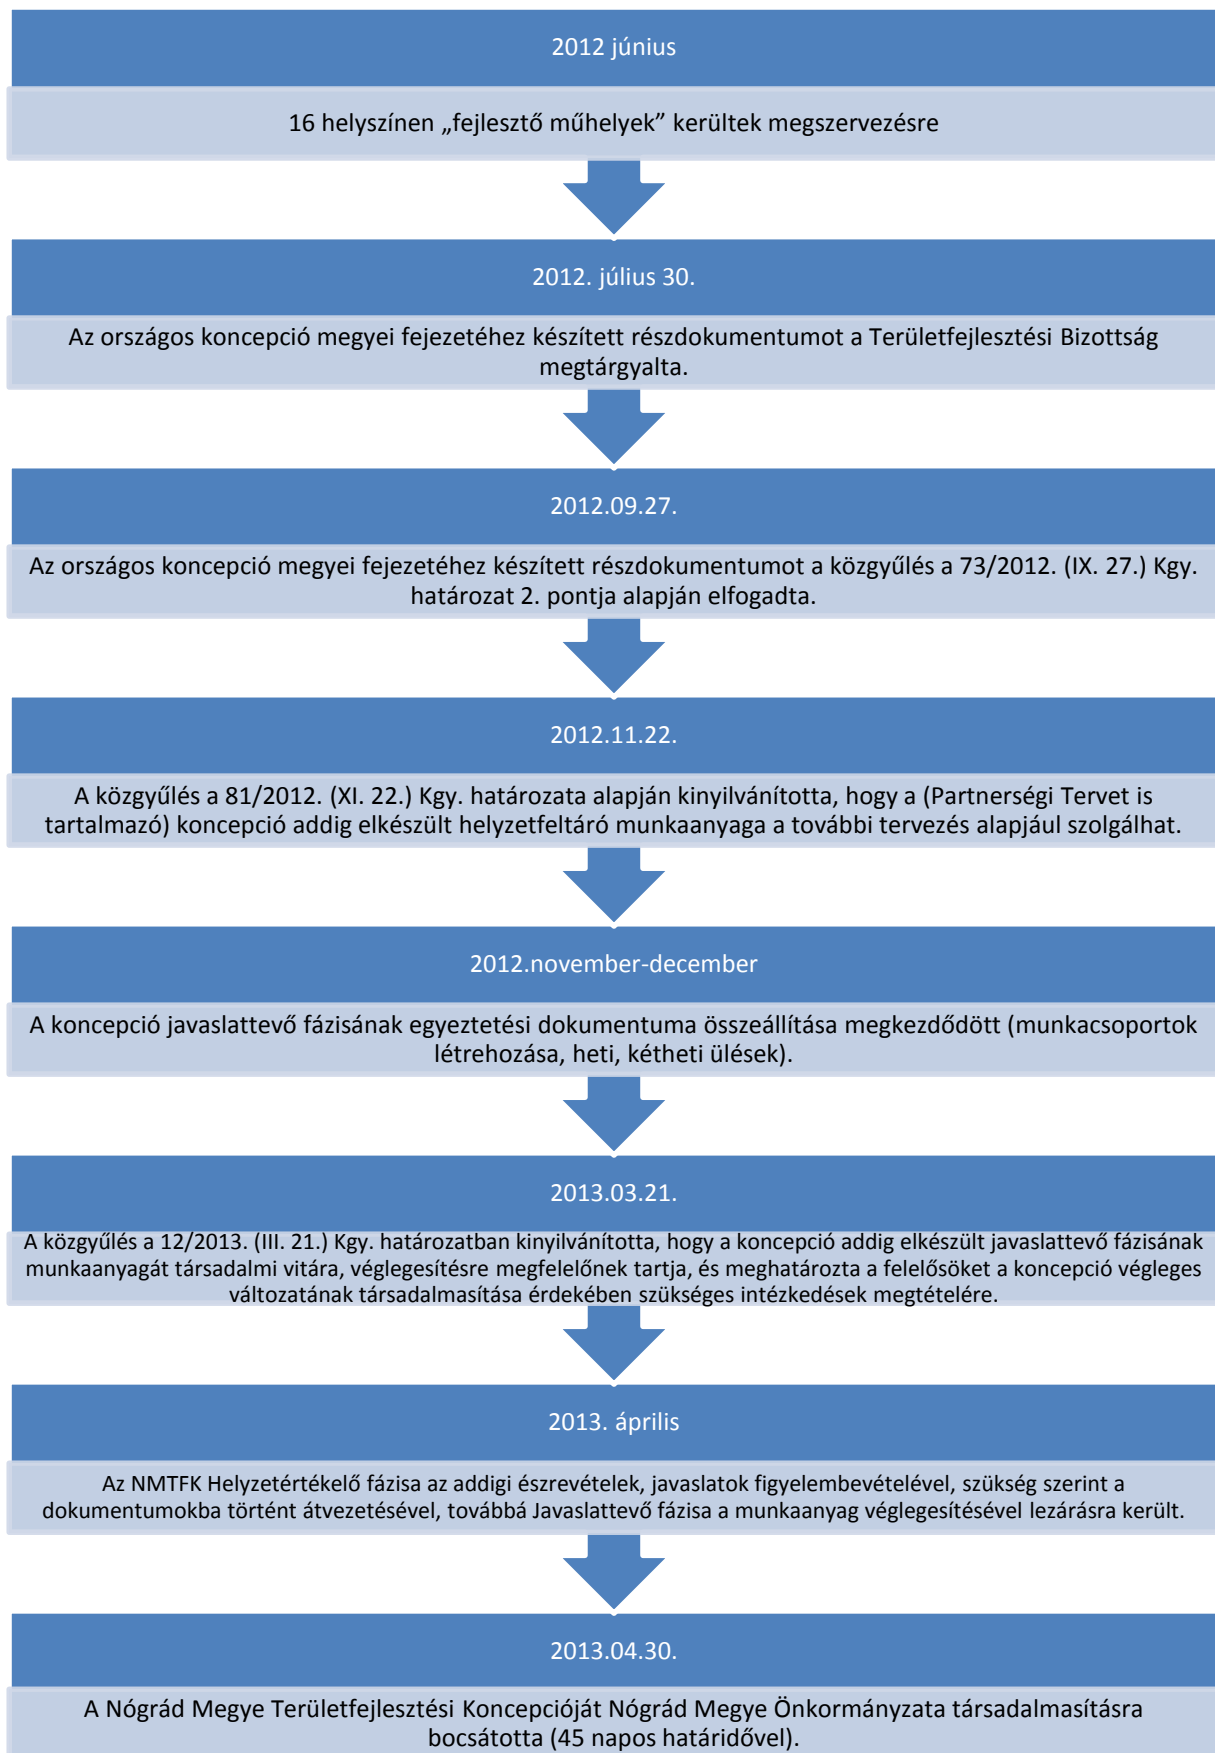 2012 június
16 helyszínen „fejlesztő műhelyek” kerültek megszervezésre
2012. július 30.
Az országos koncepció megyei fejezetéhez készített részdokumentumot a Területfejlesztési Bizottság
megtárgyalta.
2012.09.27.
Az országos koncepció megyei fejezetéhez készített részdokumentumot a közgyűlés a 73/2012. (IX. 27.) Kgy.
határozat 2. pontja alapján elfogadta.
2012.11.22.
A közgyűlés a 81/2012. (XI. 22.) Kgy. határozata alapján kinyilvánította, hogy a (Partnerségi Tervet is
tartalmazó) koncepció addig elkészült helyzetfeltáró munkaanyaga a további tervezés alapjául szolgálhat.
2012.november-december
A koncepció javaslattevő fázisának egyeztetési dokumentuma összeállítása megkezdődött (munkacsoportok
létrehozása, heti, kétheti ülések).
2013.03.21.
A közgyűlés a 12/2013. (III. 21.) Kgy. határozatban kinyilvánította, hogy a koncepció addig elkészült javaslattevő fázisának
munkaanyagát társadalmi vitára, véglegesítésre megfelelőnek tartja, és meghatározta a felelősöket a koncepció végleges
változatának társadalmasítása érdekében szükséges intézkedések megtételére.
2013. április
Az NMTFK Helyzetértékelő fázisa az addigi észrevételek, javaslatok figyelembevételével, szükség szerint a
dokumentumokba történt átvezetésével, továbbá Javaslattevő fázisa a munkaanyag véglegesítésével lezárásra került.
2013.04.30.
A Nógrád Megye Területfejlesztési Koncepcióját Nógrád Megye Önkormányzata társadalmasításra
bocsátotta (45 napos határidővel).